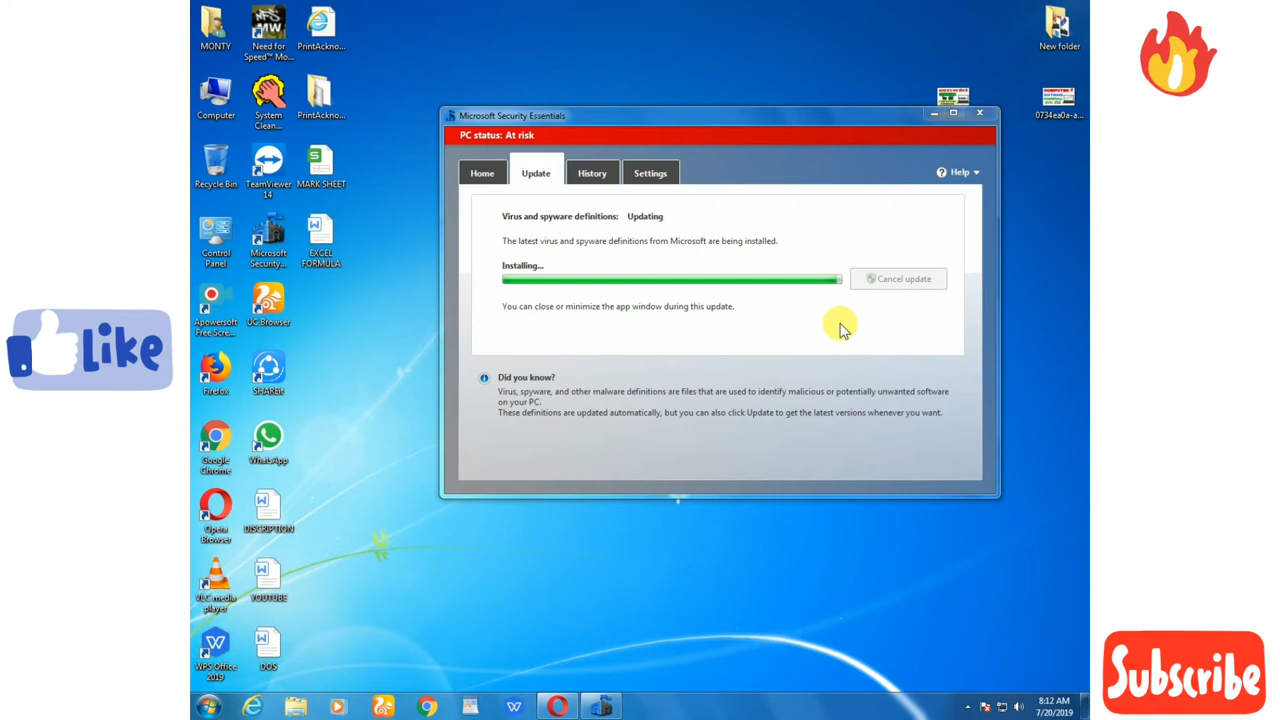 MONTY
Need for
Speed™ Mo...
PrintAckno...
New folder
Computer
System
Clean...
PrintAckno...
0734ea0a-a...
Recycle Bin
TeamViewer
14
MARK SHEET
Control
Panel
Microsoft
Security...
EXCEL
FORMULA
Apowersoft
Free Scre...
UC Browser
Firefox
SHAREit
Google
Chrome
WhatsApp
Opera
Browser
DISCRIPTION
VLC media
player
YOUTUBE
WPS Office
2019
DOS
Microsoft Security Essentials
PC status: At risk
Home
Update
History
Settings
Help
Virus and spyware definitions: Updating
The latest virus and spyware definitions from Microsoft are being installed.
Installing...
Cancel update
You can close or minimize the app window during this update.
Did you know?
Virus, spyware, and other malware definitions are files that are used to identify malicious or potentially unwanted software
on your PC.
These definitions are updated automatically, but you can also click Update to get the latest versions whenever you want.
LIKE
Subscribe
8:12 AM
7/20/2019